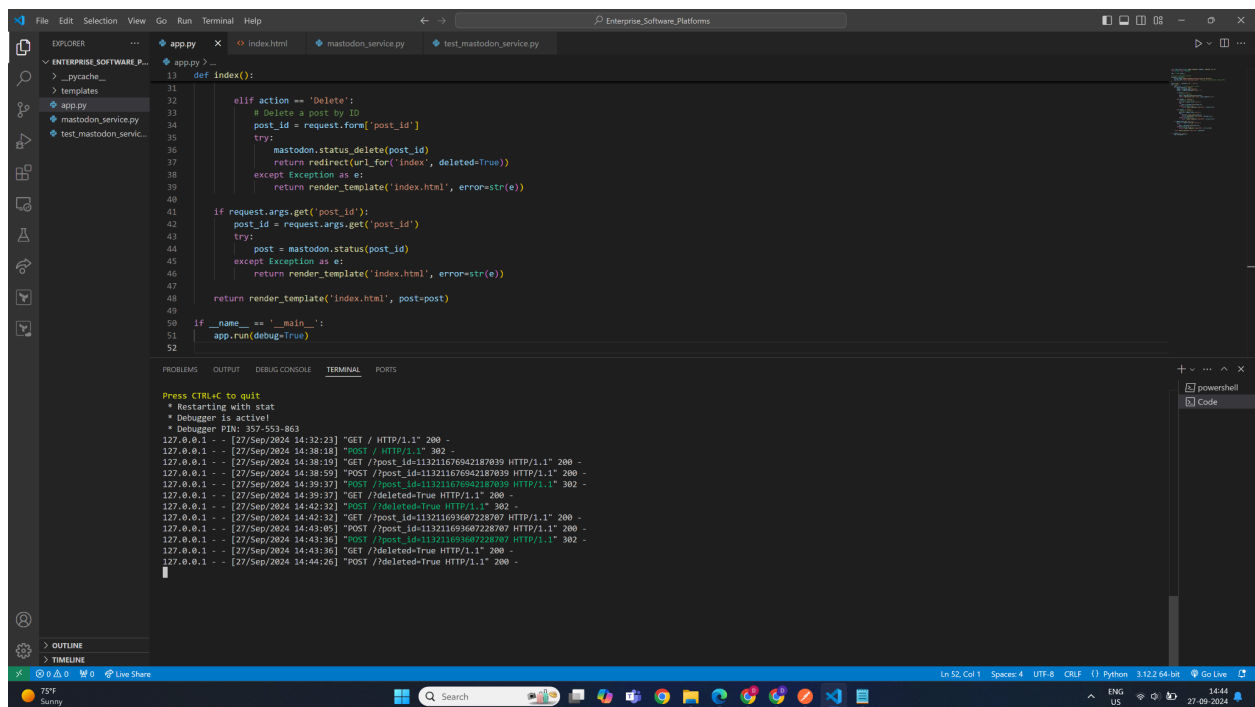 File Edit Selection View Go Run Terminal Help
Enterprise_Software_Platforms
EXPLORER
ENTERPRISE_SOFTWARE_P...
__pycache__
templates
app.py
mastodon_service.py
test_mastodon_servic...
OUTLINE
TIMELINE
app.py index.html mastodon_service.py test_mastodon_service.py
app.py > ...
13 def index():
31
32 elif action == 'Delete':
33 # Delete a post by ID
34 post_id = request.form['post_id']
35 try:
36 mastodon.status_delete(post_id)
37 return redirect(url_for('index', deleted=True))
38 except Exception as e:
39 return render_template('index.html', error=str(e))
40
41 if request.args.get('post_id'):
42 post_id = request.args.get('post_id')
43 try:
44 post = mastodon.status(post_id)
45 except Exception as e:
46 return render_template('index.html', error=str(e))
47
48 return render_template('index.html', post=post)
49
50 if __name__ == '__main__':
51 app.run(debug=True)
52
PROBLEMS OUTPUT DEBUG CONSOLE TERMINAL PORTS
powershell
Code
Press CTRL+C to quit
* Restarting with stat
* Debugger is active!
* Debugger PIN: 357-553-863
127.0.0.1 - - [27/Sep/2024 14:32:23] "GET / HTTP/1.1" 200 -
127.0.0.1 - - [27/Sep/2024 14:38:18] "POST / HTTP/1.1" 302 -
127.0.0.1 - - [27/Sep/2024 14:38:19] "GET /?post_id=113211676942187039 HTTP/1.1" 200 -
127.0.0.1 - - [27/Sep/2024 14:38:59] "POST /?post_id=113211676942187039 HTTP/1.1" 200 -
127.0.0.1 - - [27/Sep/2024 14:39:37] "POST /?post_id=113211676942187039 HTTP/1.1" 302 -
127.0.0.1 - - [27/Sep/2024 14:39:37] "GET /?deleted=True HTTP/1.1" 200 -
127.0.0.1 - - [27/Sep/2024 14:42:32] "POST /?deleted=True HTTP/1.1" 302 -
127.0.0.1 - - [27/Sep/2024 14:42:32] "GET /?post_id=113211693607228707 HTTP/1.1" 200 -
127.0.0.1 - - [27/Sep/2024 14:43:05] "POST /?post_id=113211693607228707 HTTP/1.1" 200 -
127.0.0.1 - - [27/Sep/2024 14:43:36] "POST /?post_id=113211693607228707 HTTP/1.1" 302 -
127.0.0.1 - - [27/Sep/2024 14:43:36] "GET /?deleted=True HTTP/1.1" 200 -
127.0.0.1 - - [27/Sep/2024 14:44:26] "POST /?deleted=True HTTP/1.1" 200 -
0 0 0 Live Share Ln 52, Col 1 Spaces: 4 UTF-8 CRLF {} Python 3.12.2 64-bit Go Live
75°F
Sunny
Search
ENG
US
14:44
27-09-2024